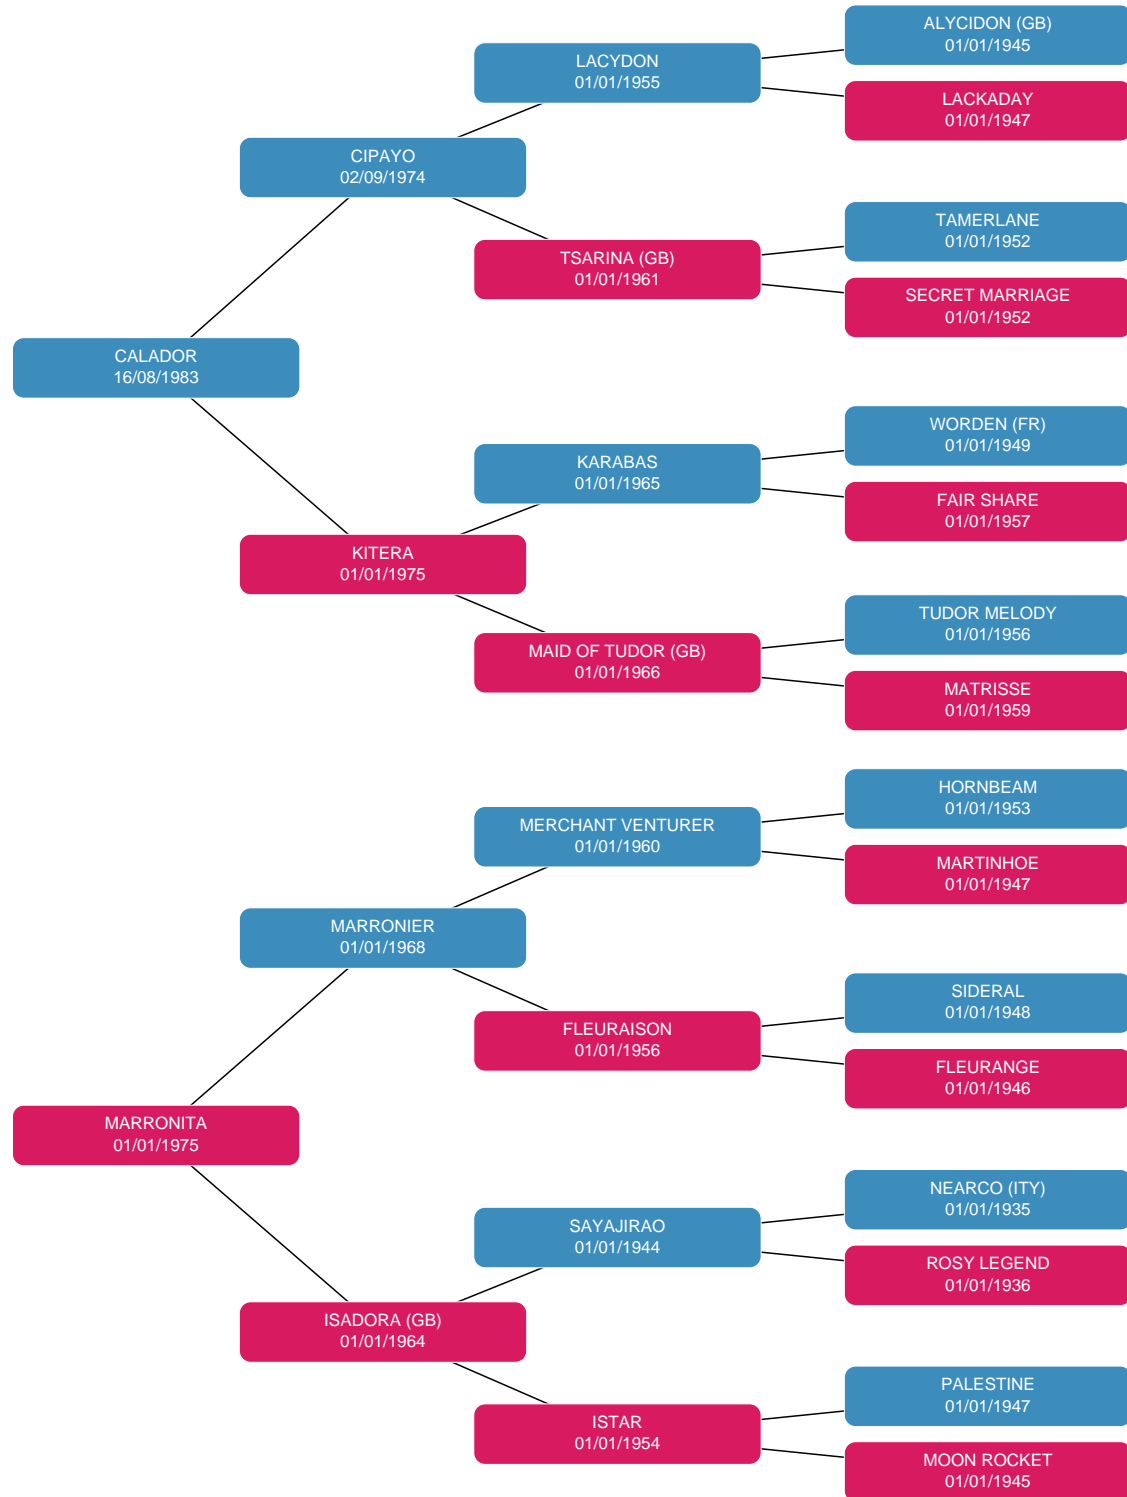 ALYCIDON (GB)
01/01/1945
LACYDON
01/01/1955
LACKADAY
01/01/1947
CIPAYO
02/09/1974
TAMERLANE
01/01/1952
TSARINA (GB)
01/01/1961
SECRET MARRIAGE
01/01/1952
CALADOR
16/08/1983
WORDEN (FR)
01/01/1949
KARABAS
01/01/1965
FAIR SHARE
01/01/1957
KITERA
01/01/1975
TUDOR MELODY
01/01/1956
MAID OF TUDOR (GB)
01/01/1966
MATRISSE
01/01/1959
HORNBEAM
01/01/1953
MERCHANT VENTURER
01/01/1960
MARTINHOE
01/01/1947
MARRONIER
01/01/1968
SIDERAL
01/01/1948
FLEURAISON
01/01/1956
FLEURANGE
01/01/1946
MARRONITA
01/01/1975
NEARCO (ITY)
01/01/1935
SAYAJIRAO
01/01/1944
ROSY LEGEND
01/01/1936
ISADORA (GB)
01/01/1964
PALESTINE
01/01/1947
ISTAR
01/01/1954
MOON ROCKET
01/01/1945